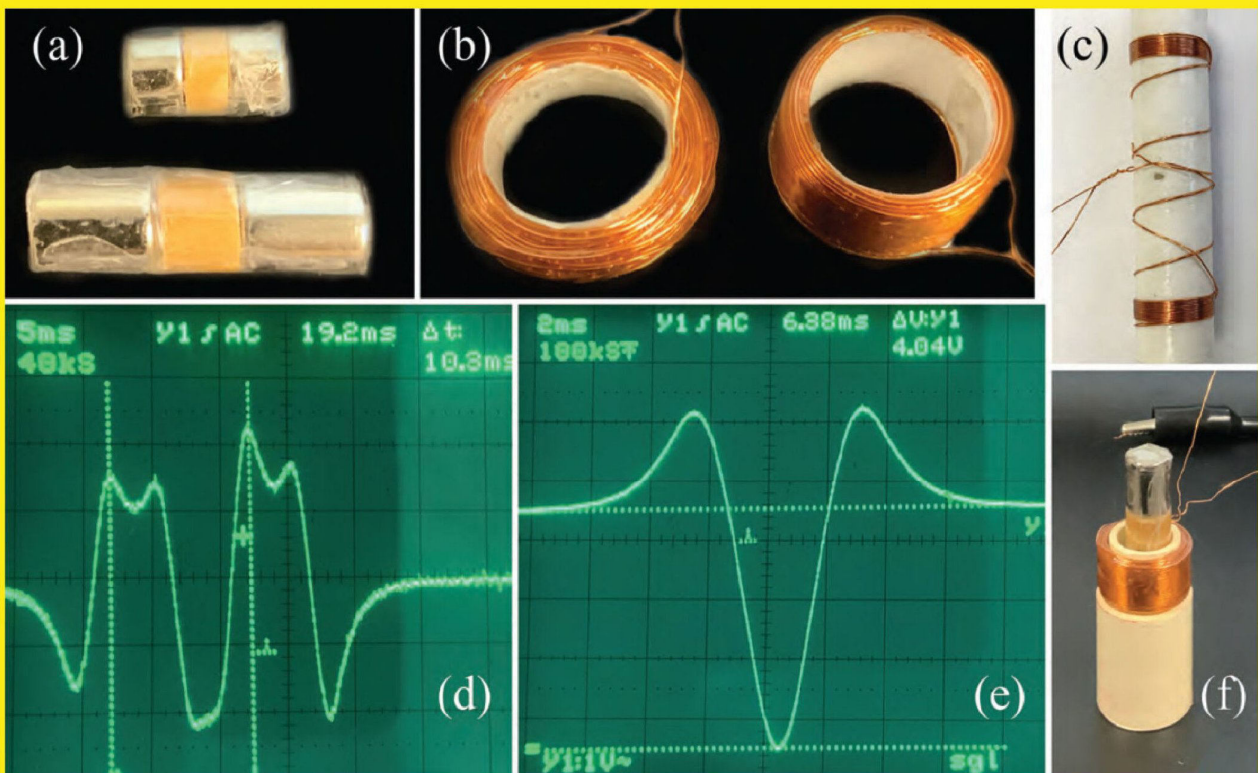 (a)
(b)
(c)
5ms Y1 ∫ AC 19.2ms Δt:
40kS 10.3ms
(d)
2ms Y1 ∫ AC 6.38ms ΔU:Y1
100kS∓ 4.04V
y
(e)
Y1:1V~ sgl
(f)